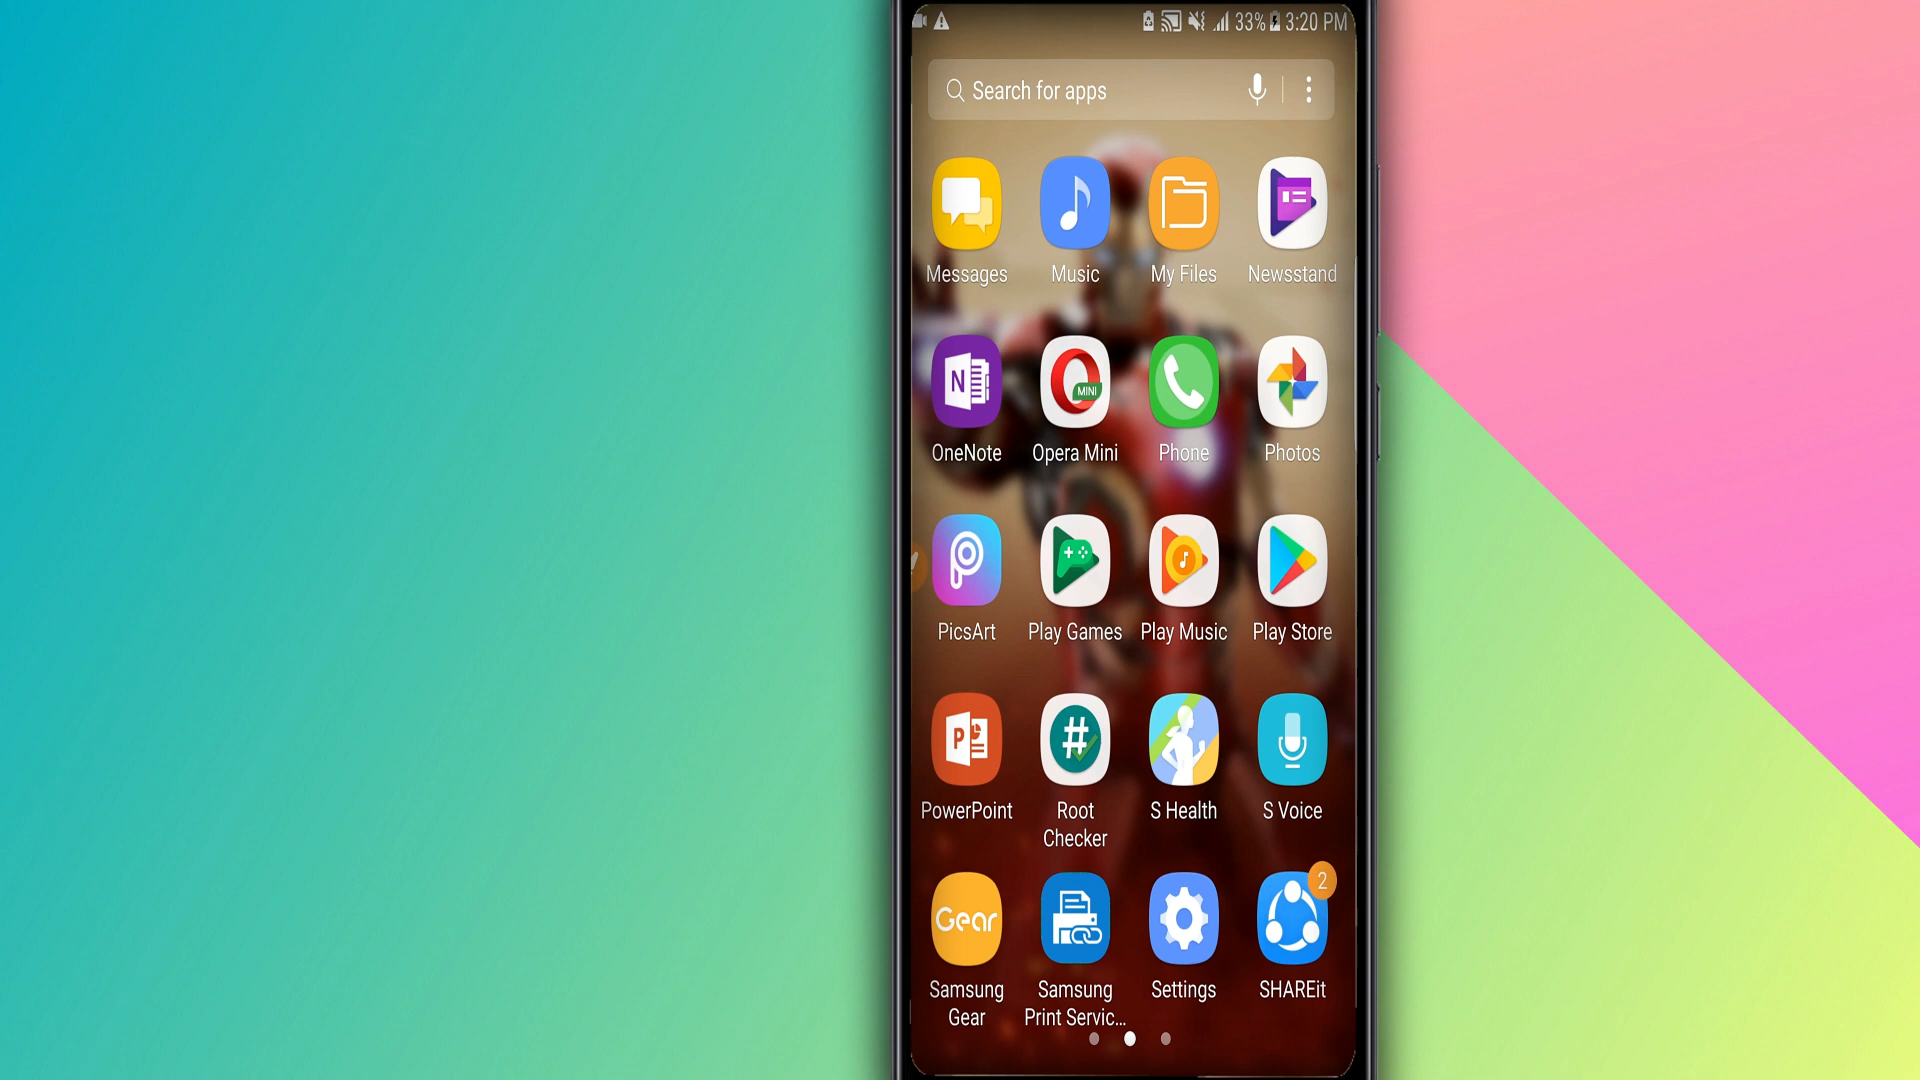 33% 3:20 PM
Search for apps
Messages Music My Files Newsstand
N MINI
OneNote Opera Mini Phone Photos
PicsArt Play Games Play Music Play Store
P #
PowerPoint Root Checker S Health S Voice
2
Gear
Samsung Gear Samsung Print Servic... Settings SHAREit